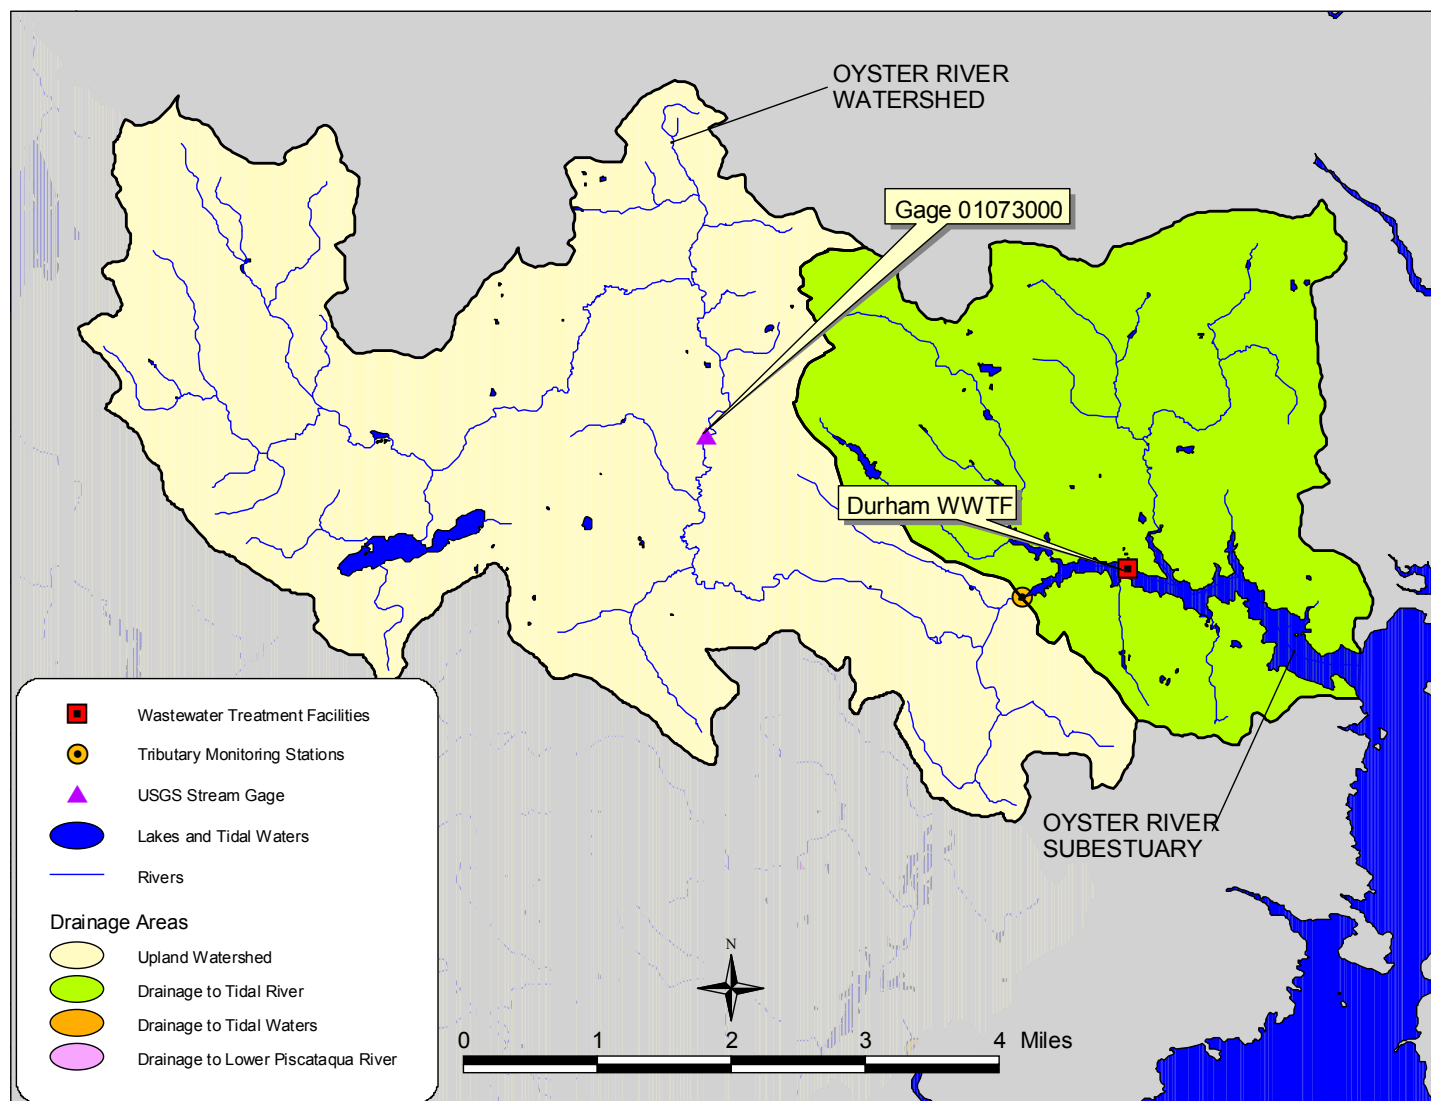 OYSTER RIVER
WATERSHED
Gage 01073000
Durham WWTF
OYSTER RIVER
SUBESTUARY
Wastewater Treatment Facilities
Tributary Monitoring Stations
USGS Stream Gage
Lakes and Tidal Waters
Rivers
Drainage Areas
Upland Watershed
Drainage to Tidal River
Drainage to Tidal Waters
Drainage to Lower Piscataqua River
N
0 1 2 3 4 Miles